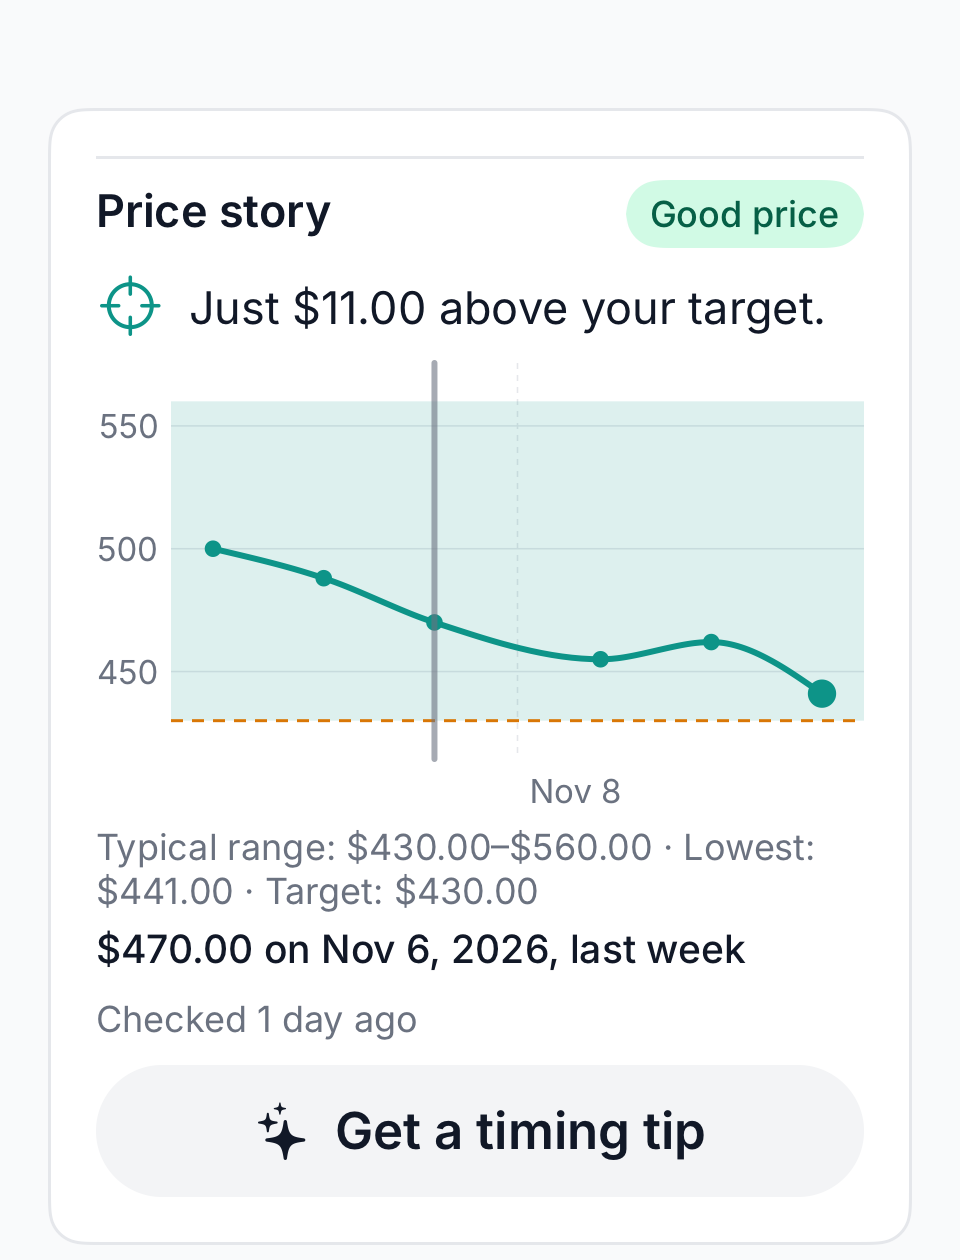 Price story
Good price
Just $11.00 above your target.
550
500
450
Nov 8
Typical range: $430.00–$560.00 · Lowest:
$441.00 · Target: $430.00
$470.00 on Nov 6, 2026, last week
Checked 1 day ago
Get a timing tip